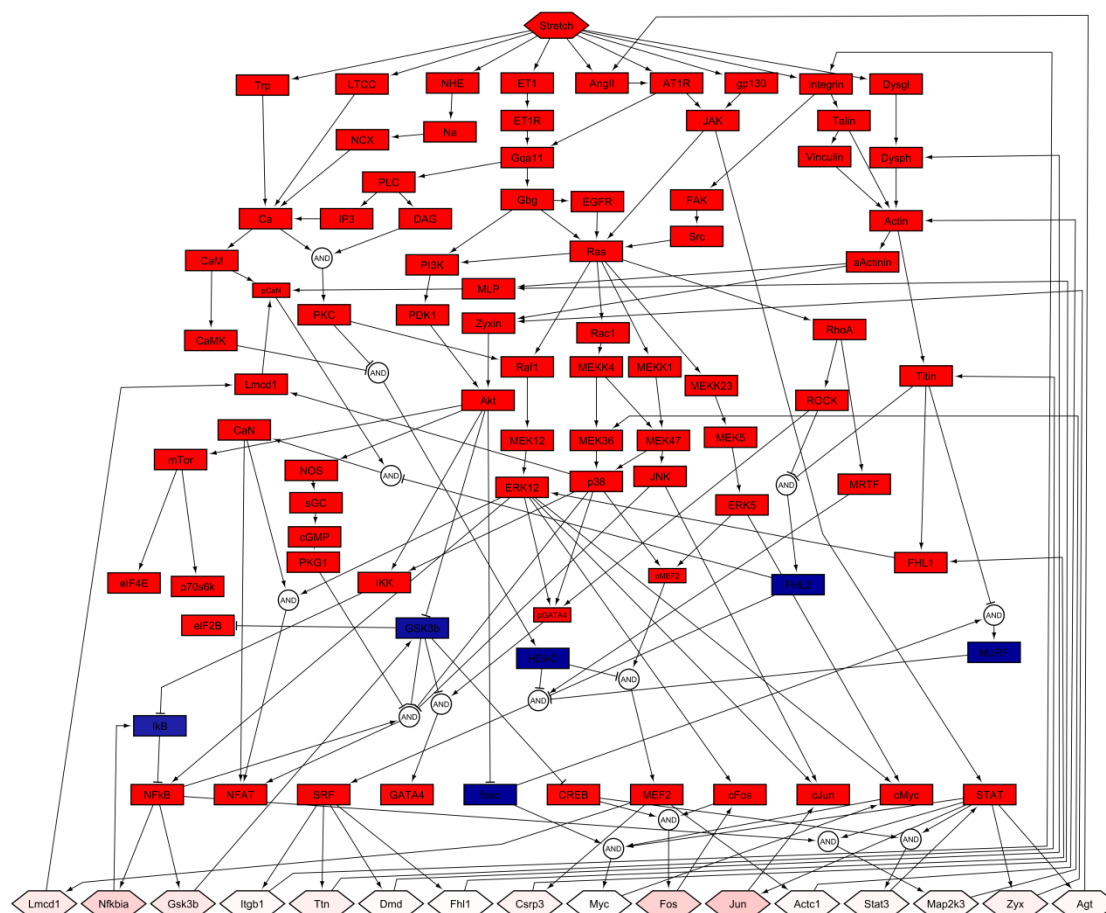 Stretch
Trp
LTCC
NHE
ET1
AngII
AT1R
gp130
Integrin
Dysgl
NCX
Na
ET1R
JAK
Talin
Gqa11
Vinculin
Dysph
PLC
Gbg
EGFR
FAK
Ca
IP3
DAG
Actin
Src
AND
Ras
CaM
PI3K
aActinin
pCaN
MLP
PKC
PDK1
Zyxin
Rac1
RhoA
CaMK
Raf1
MEKK4
MEKK1
AND
Lmcd1
MEKK23
Titin
Akt
ROCK
CaN
MEK12
MEK36
MEK47
MEK5
mTor
NOS
AND
p38
JNK
AND
MRTF
sGC
ERK12
ERK5
cGMP
PKG1
FHL1
eIF4E
p70s6k
IKK
pMEF2
FHL2
AND
pGATA4
AND
eIF2B
GSK3b
HDAC
MuRF
AND
AND
AND
AND
IkB
NFkB
NFAT
SRF
GATA4
foxo
CREB
MEF2
cFos
cJun
cMyc
STAT
AND
AND
AND
AND
Lmcd1
Nfkbia
Gsk3b
Itgb1
Ttn
Dmd
Fhl1
Csrp3
Myc
Fos
Jun
Actc1
Stat3
Map2k3
Zyx
Agt